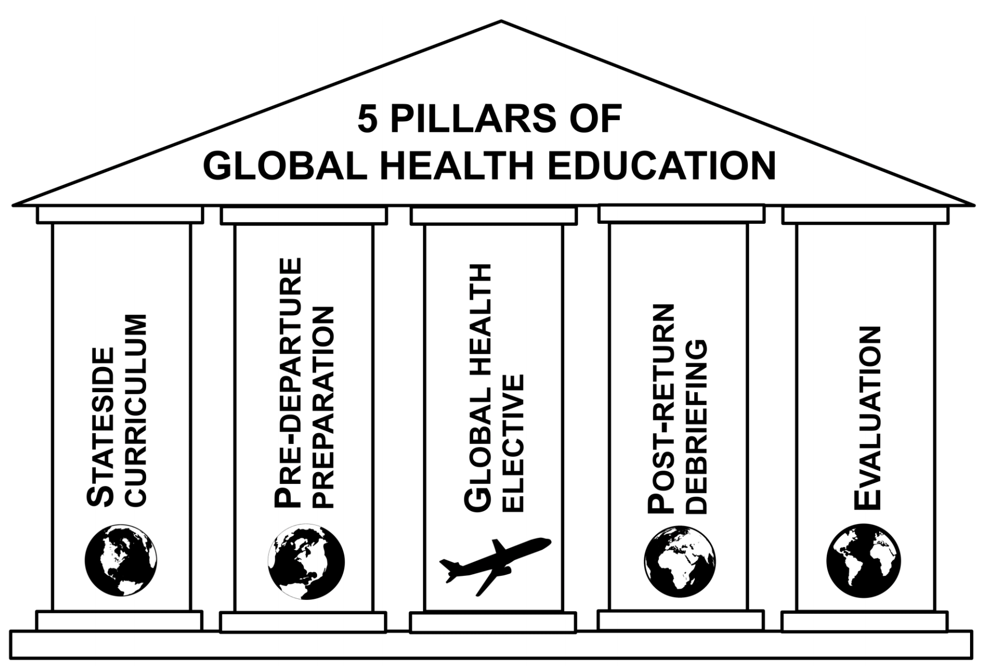 5 PILLARS OF
GLOBAL HEALTH EDUCATION
STATESIDE
CURRICULUM
PRE-DEPARTURE
PREPARATION
GLOBAL HEALTH
ELECTIVE
POST-RETURN
DEBRIEFING
EVALUATION